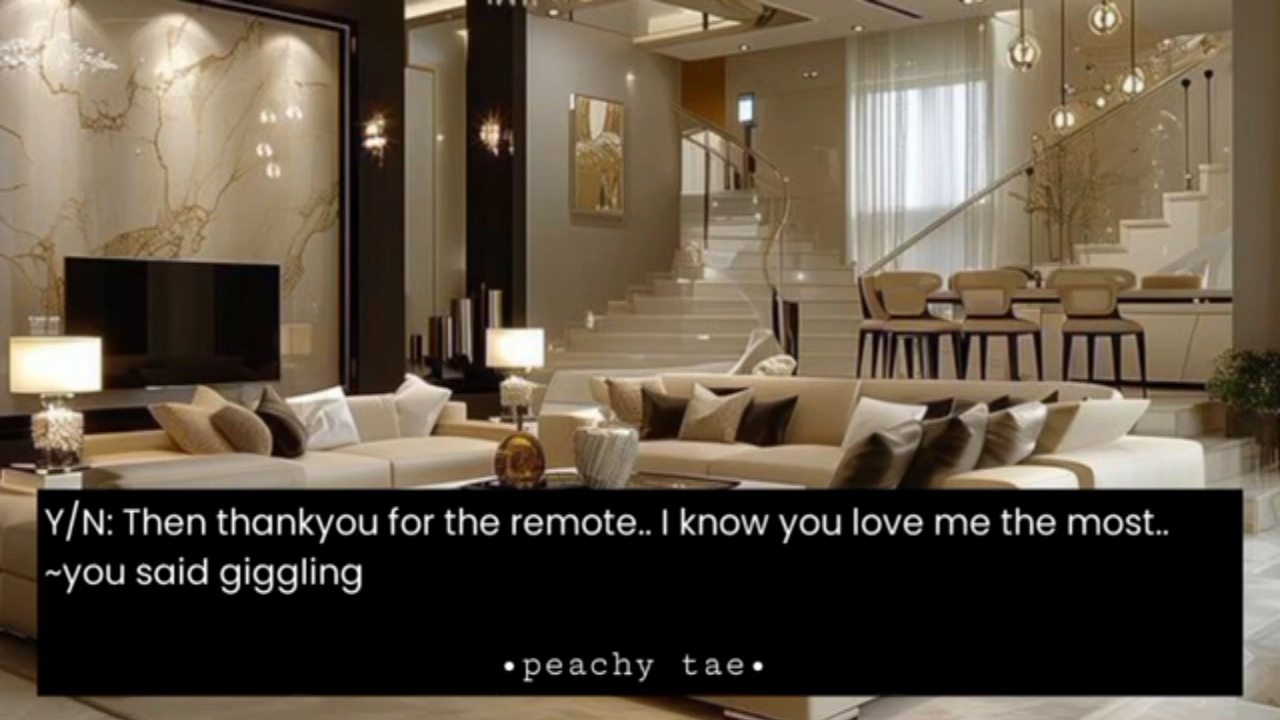 Y/N: Then thankyou for the remote.. I know you love me the most..
~you said giggling
•peachy tae•